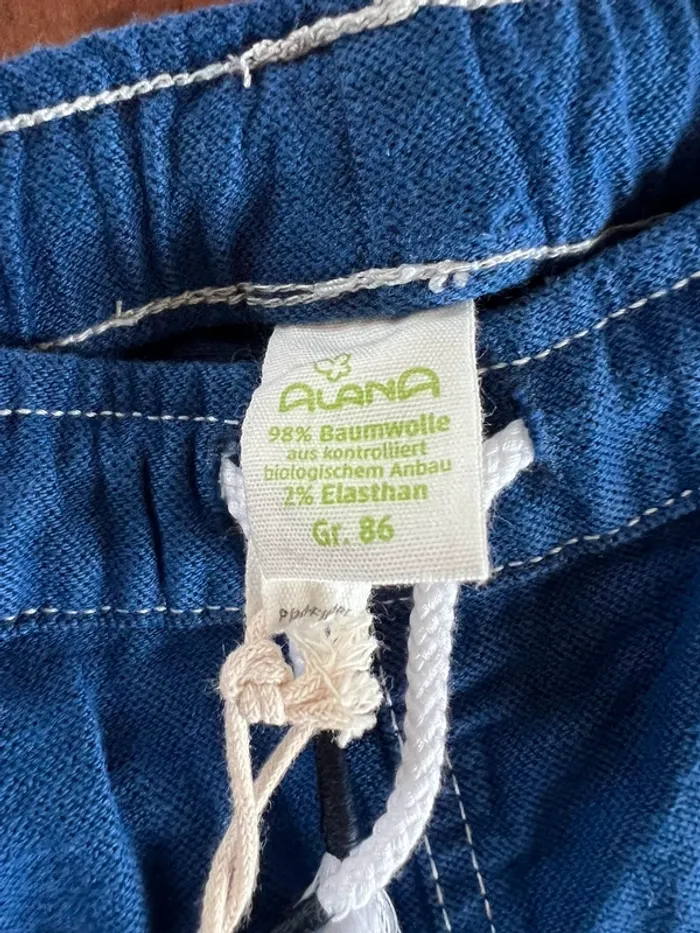 ALANA
98% Baumwolle
aus kontrolliert
biologischem Anbau
2% Elasthan
Gr. 86